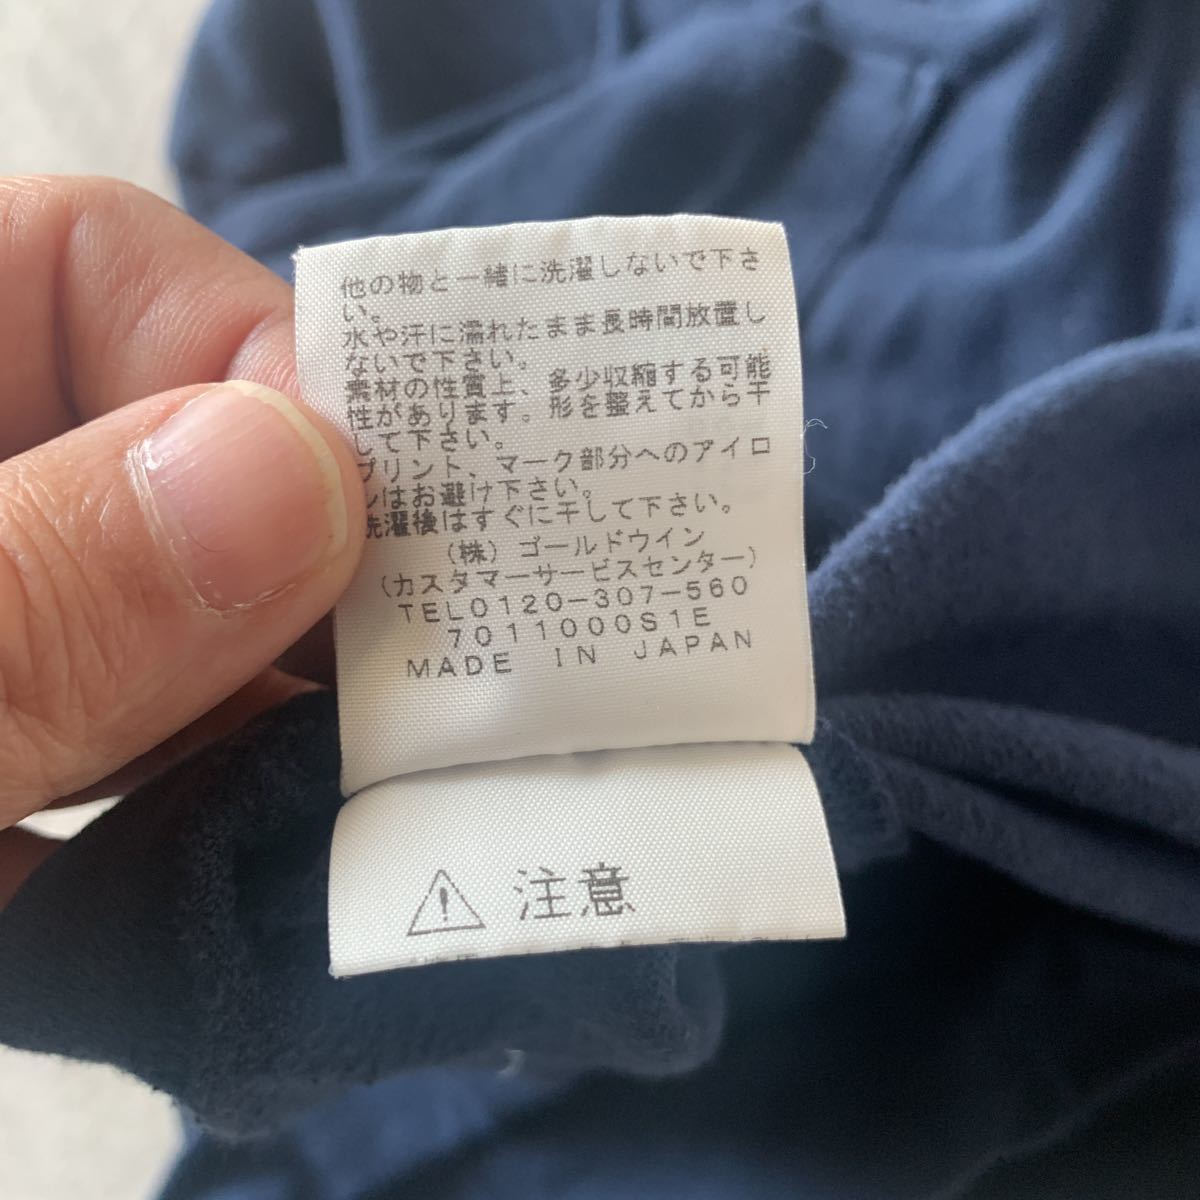 他の物と一緒に洗濯しないで下さ
い。
水や汗に濡れたまま長時間放置し
ないで下さい。
素材の性質上、多少収縮する可能
性があります。形を整えてから干
して下さい。
プリント、マーク部分へのアイロ
ンはお避け下さい。
洗濯後はすぐに干して下さい。
(株)ゴールドウイン
(カスタマーサービスセンター)
TEL0120-307-560
7011000S1E
MADE IN JAPAN
注意